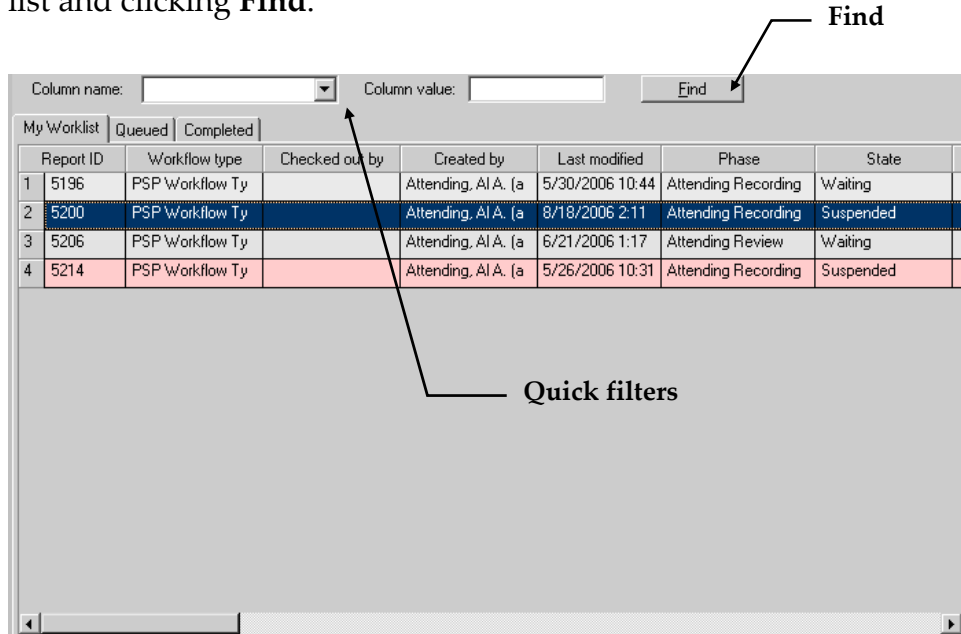 list and clicking Find.
Find
Column name: Column value: Find
My Worklist Queued Completed
Report ID Workflow type Checked out by Created by Last modified Phase State
1 5196 PSP Workflow Ty Attending, Al A. (a 5/30/2006 10:44 Attending Recording Waiting
2 5200 PSP Workflow Ty Attending, Al A. (a 8/18/2006 2:11 Attending Recording Suspended
3 5206 PSP Workflow Ty Attending, Al A. (a 6/21/2006 1:17 Attending Review Waiting
4 5214 PSP Workflow Ty Attending, Al A. (a 5/26/2006 10:31 Attending Recording Suspended
Quick filters